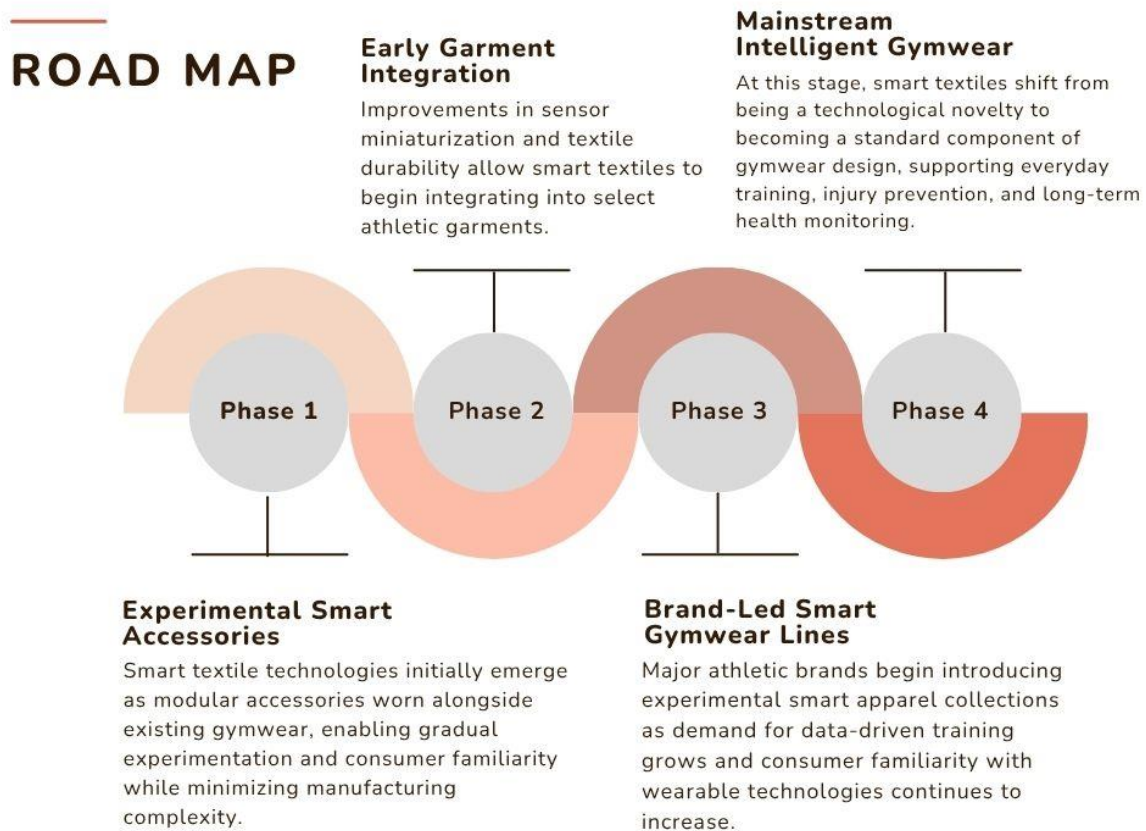 ROAD MAP
Early Garment
Integration
Improvements in sensor
miniaturization and textile
durability allow smart textiles to
begin integrating into select
athletic garments.
Mainstream
Intelligent Gymwear
At this stage, smart textiles shift from
being a technological novelty to
becoming a standard component of
gymwear design, supporting everyday
training, injury prevention, and long-term
health monitoring.
Phase 1
Phase 2
Phase 3
Phase 4
Experimental Smart
Accessories
Smart textile technologies initially emerge
as modular accessories worn alongside
existing gymwear, enabling gradual
experimentation and consumer familiarity
while minimizing manufacturing
complexity.
Brand-Led Smart
Gymwear Lines
Major athletic brands begin introducing
experimental smart apparel collections
as demand for data-driven training
grows and consumer familiarity with
wearable technologies continues to
increase.